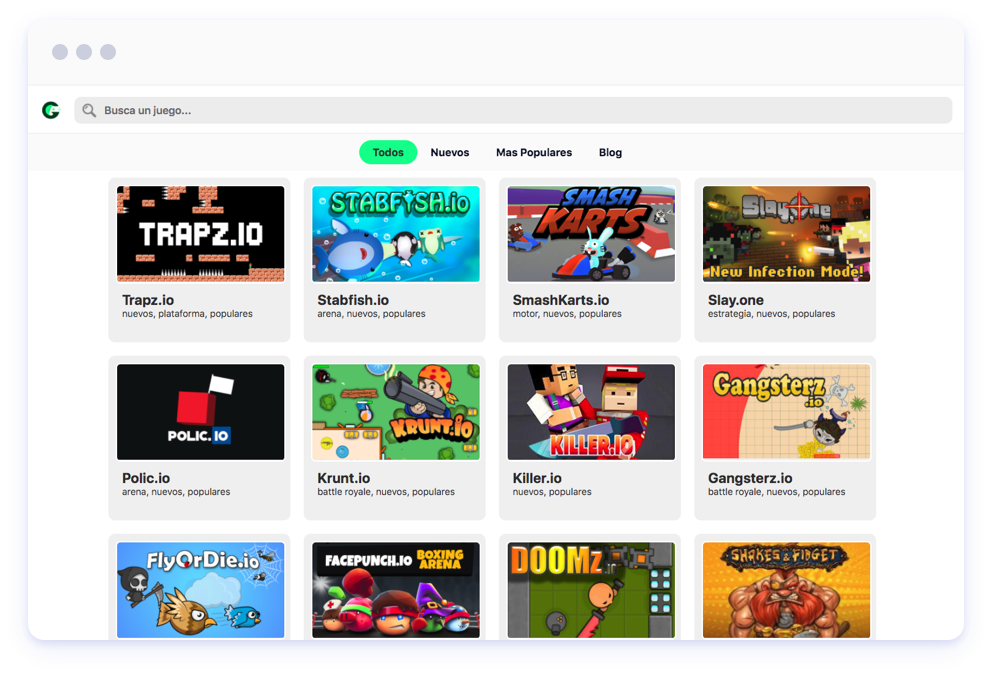 Busca un juego...
Todos Nuevos Mas Populares Blog
TRAPZ.IO
STABFISH.io
SMASH
KARTS
Slay.one
New Infection Mode!
Trapz.io
nuevos, plataforma, populares
Stabfish.io
arena, nuevos, populares
SmashKarts.io
motor, nuevos, populares
Slay.one
estrategia, nuevos, populares
POLIC.IO
KRUNT.iO
KILLER.IO
Gangsterz
.io
Polic.io
arena, nuevos, populares
Krunt.io
battle royale, nuevos, populares
Killer.io
nuevos, populares
Gangsterz.io
battle royale, nuevos, populares
FlyOrDie.io
FACEPUNCH.IO BOXING
ARENA
DOOMz
SHAKES & FIDGET